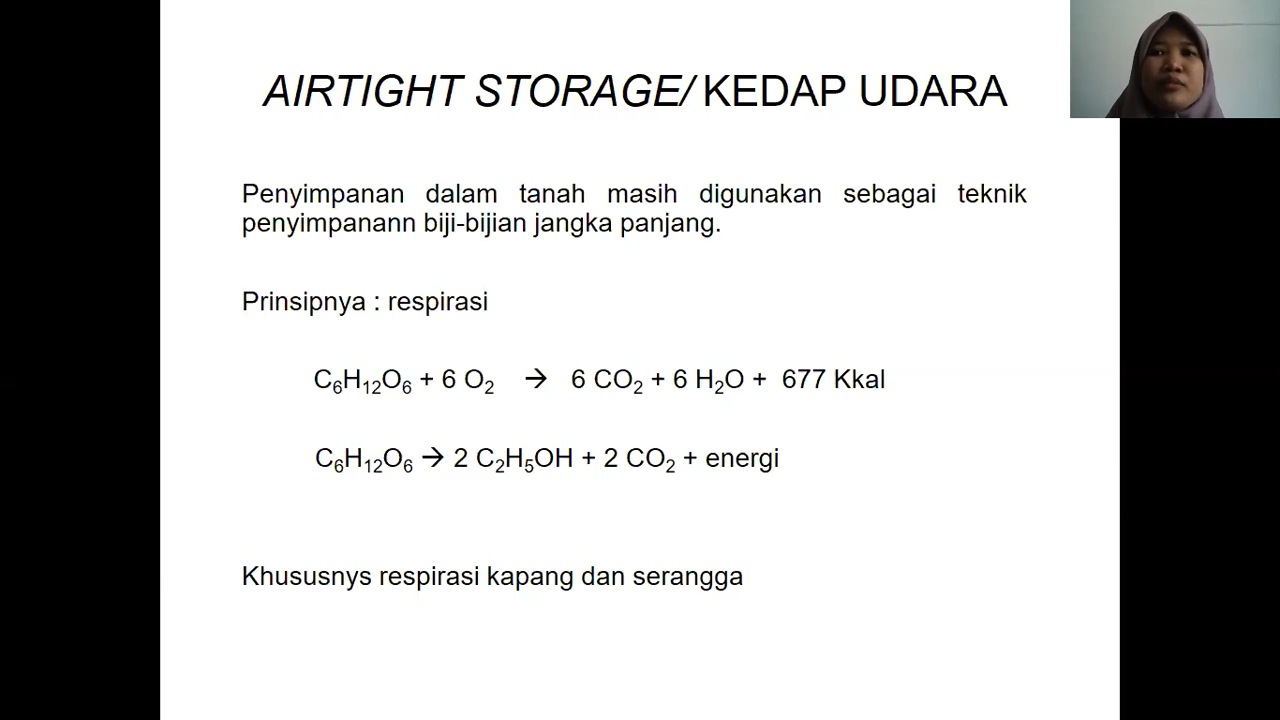 AIRTIGHT STORAGE/ KEDAP UDARA
Penyimpanan dalam tanah masih digunakan sebagai teknik
penyimpanann biji-bijian jangka panjang.
Prinsipnya : respirasi
C₆H₁₂O₆ + 6 O₂ → 6 CO₂ + 6 H₂O + 677 Kkal
C₆H₁₂O₆ → 2 C₂H₅OH + 2 CO₂ + energi
Khususnys respirasi kapang dan serangga